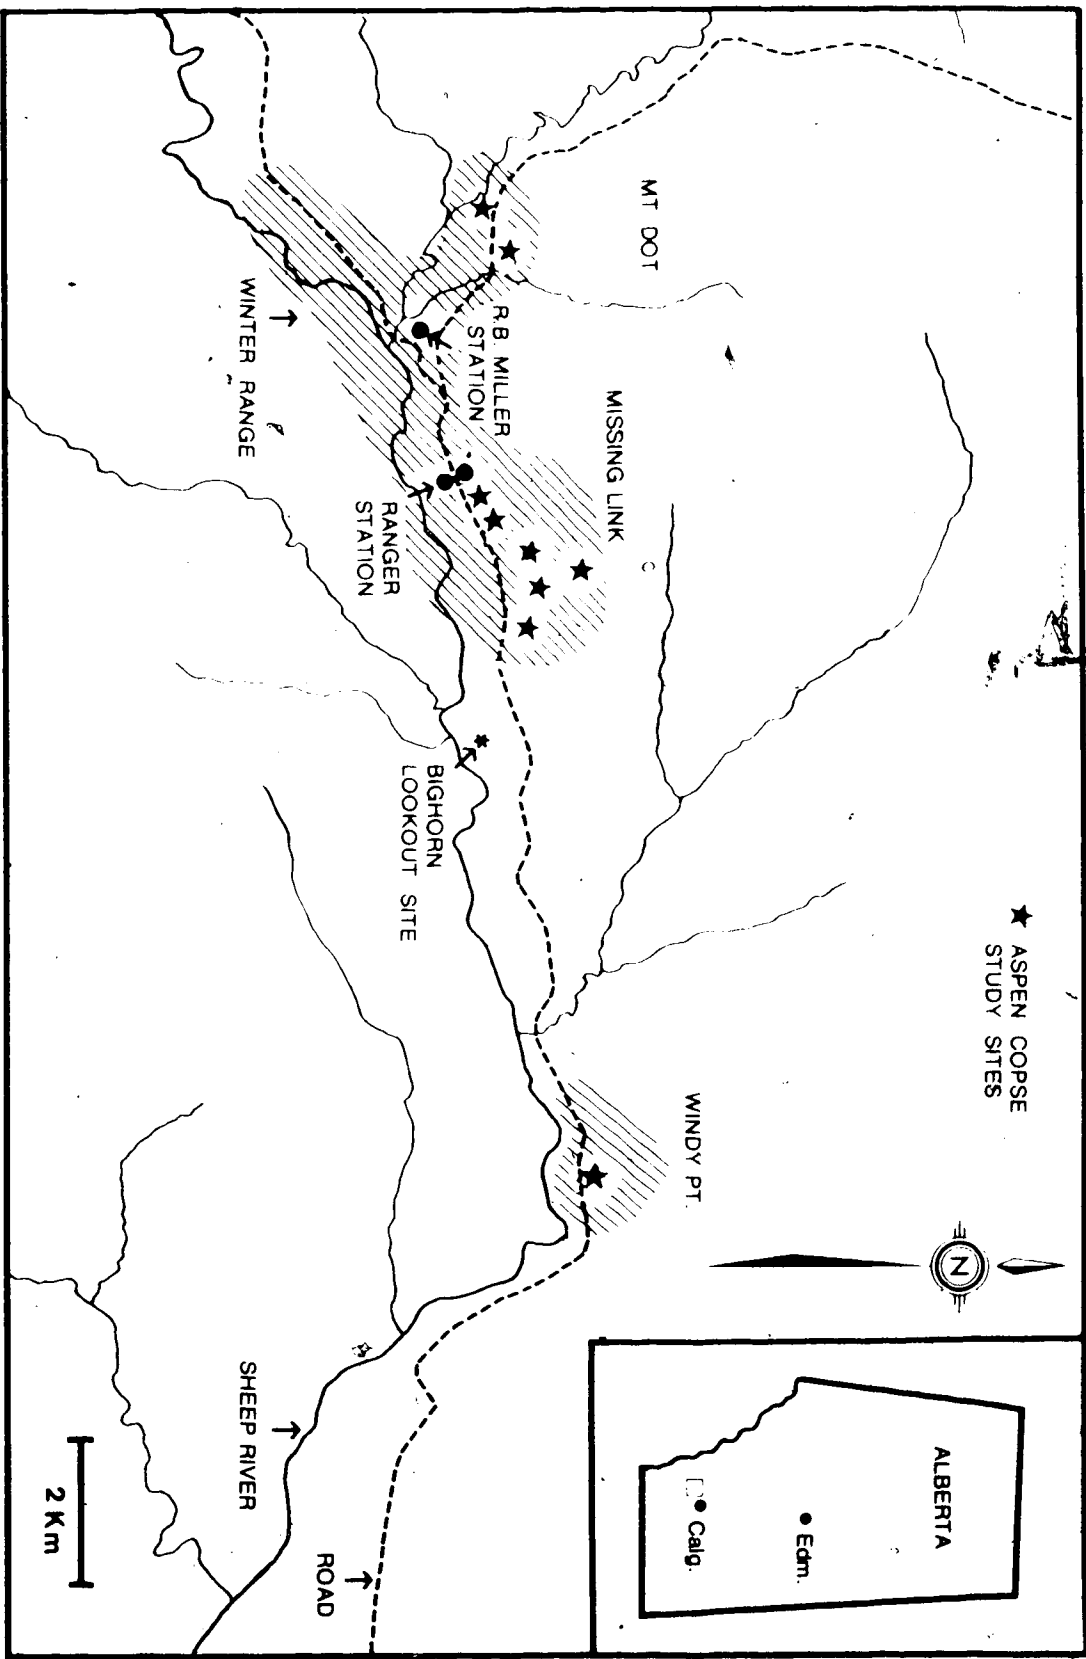 ASPEN COPSE
STUDY SITES
N
ALBERTA
Edm.
Calg.
MT DOT
MISSING LINK
WINDY PT.
R.B. MILLER
STATION
RANGER
STATION
BIGHORN
LOOKOUT SITE
WINTER RANGE
SHEEP RIVER
ROAD
2 Km